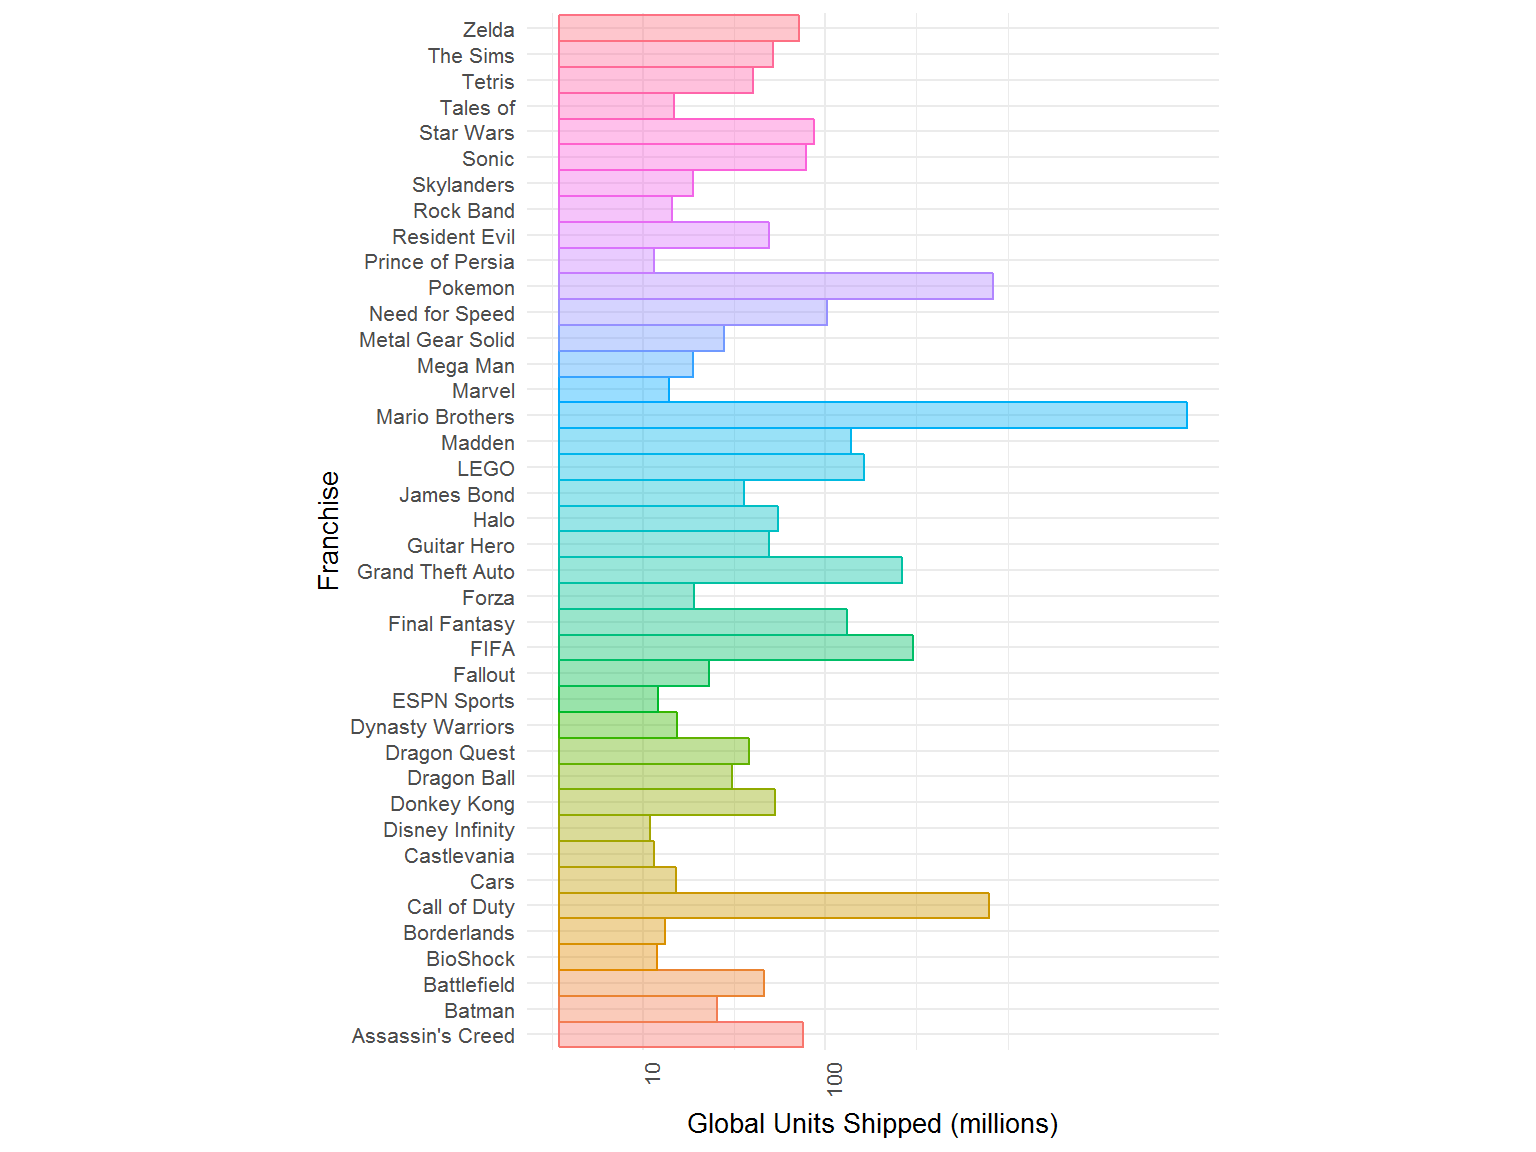 Zelda
The Sims
Tetris
Tales of
Star Wars
Sonic
Skylanders
Rock Band
Resident Evil
Prince of Persia
Pokemon
Need for Speed
Metal Gear Solid
Mega Man
Marvel
Mario Brothers
Madden
LEGO
James Bond
Halo
Guitar Hero
Grand Theft Auto
Forza
Final Fantasy
FIFA
Fallout
ESPN Sports
Dynasty Warriors
Dragon Quest
Dragon Ball
Donkey Kong
Disney Infinity
Castlevania
Cars
Call of Duty
Borderlands
BioShock
Battlefield
Batman
Assassin's Creed
Franchise
10
100
Global Units Shipped (millions)